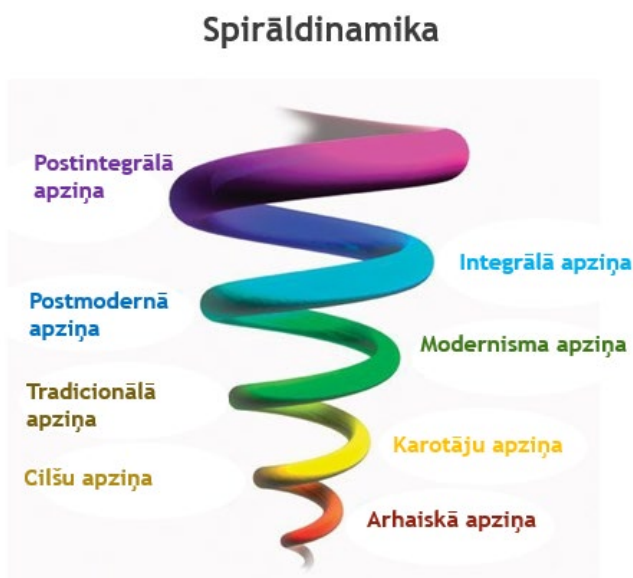 Spirāldinamika
Postintegrālā
apziņa
Integrālā apziņa
Postmodernā
apziņa
Modernisma apziņa
Tradicionālā
apziņa
Karotāju apziņa
Cilšu apziņa
Arhaiskā apziņa